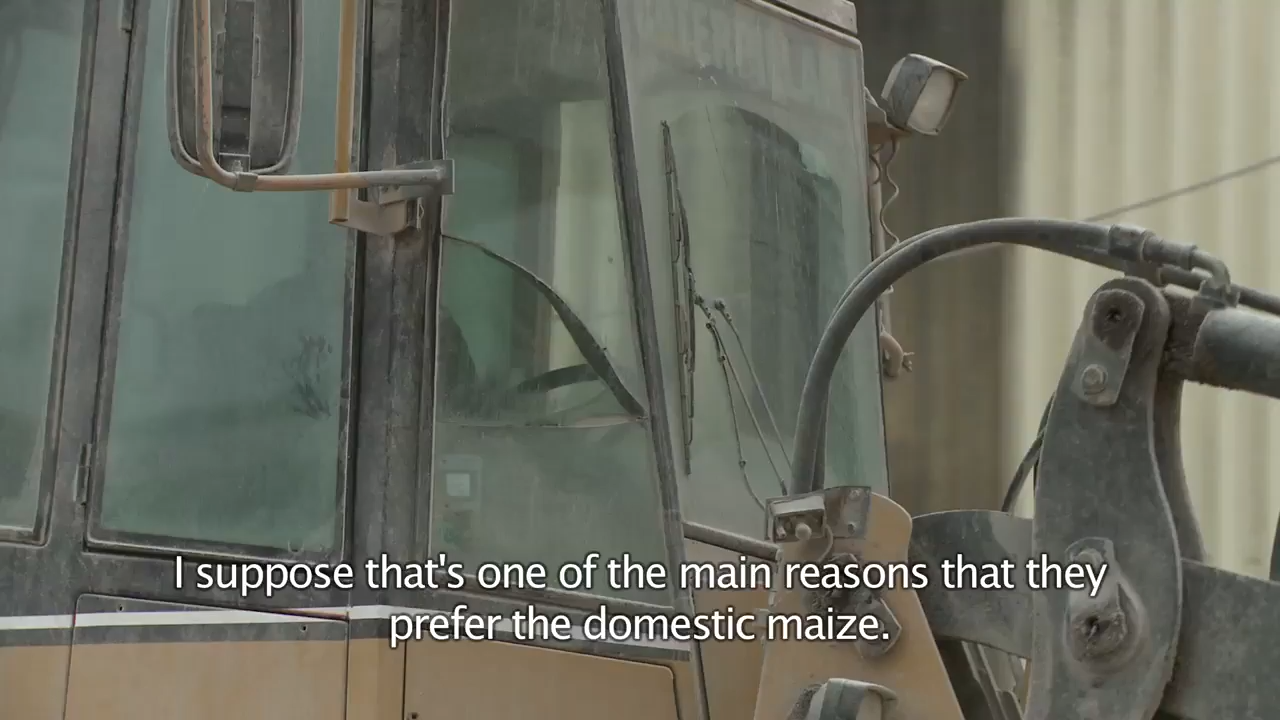 I suppose that's one of the main reasons that they
prefer the domestic maize.